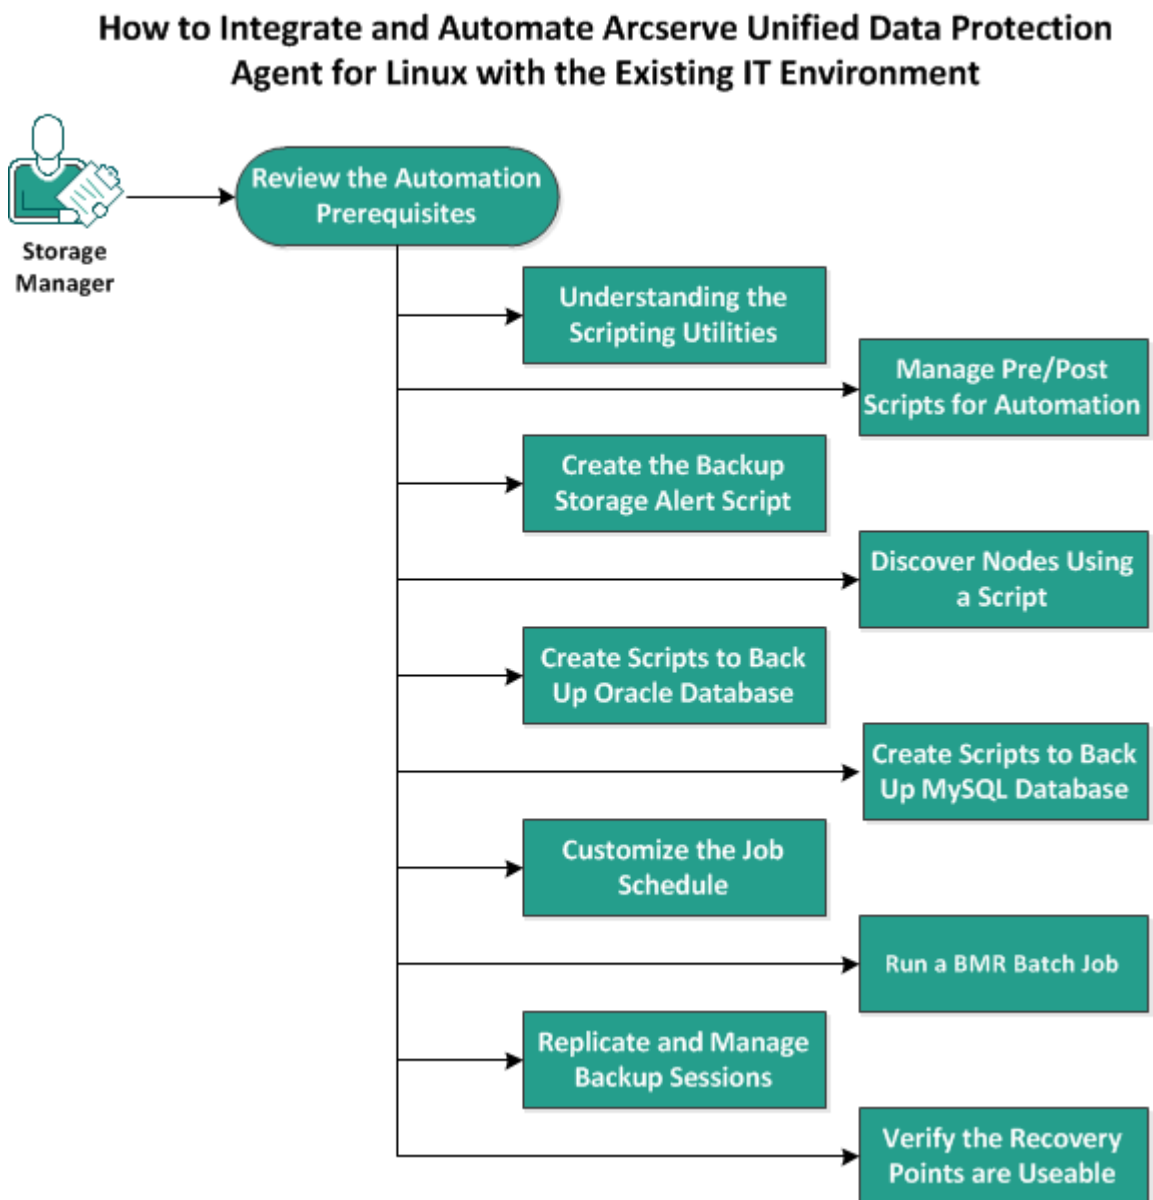 How to Integrate and Automate Arcserve Unified Data Protection
Agent for Linux with the Existing IT Environment
Storage
Manager
Review the Automation
Prerequisites
Understanding the
Scripting Utilities
Manage Pre/Post
Scripts for Automation
Create the Backup
Storage Alert Script
Discover Nodes Using
a Script
Create Scripts to Back
Up Oracle Database
Create Scripts to Back
Up MySQL Database
Customize the Job
Schedule
Run a BMR Batch Job
Replicate and Manage
Backup Sessions
Verify the Recovery
Points are Useable